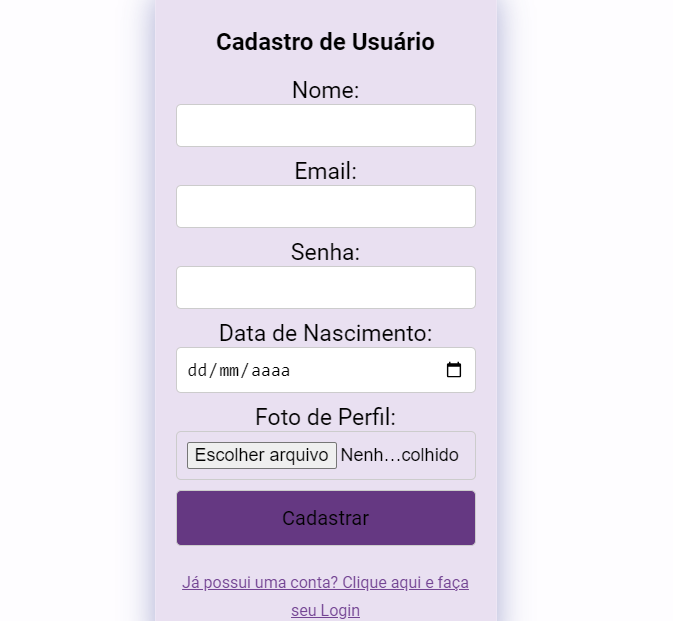 Cadastro de Usuário
Nome:
Email:
Senha:
Data de Nascimento:
dd/mm/aaaa
Foto de Perfil:
Escolher arquivo Nenh...colhido
Cadastrar
Já possui uma conta? Clique aqui e faça
seu Login